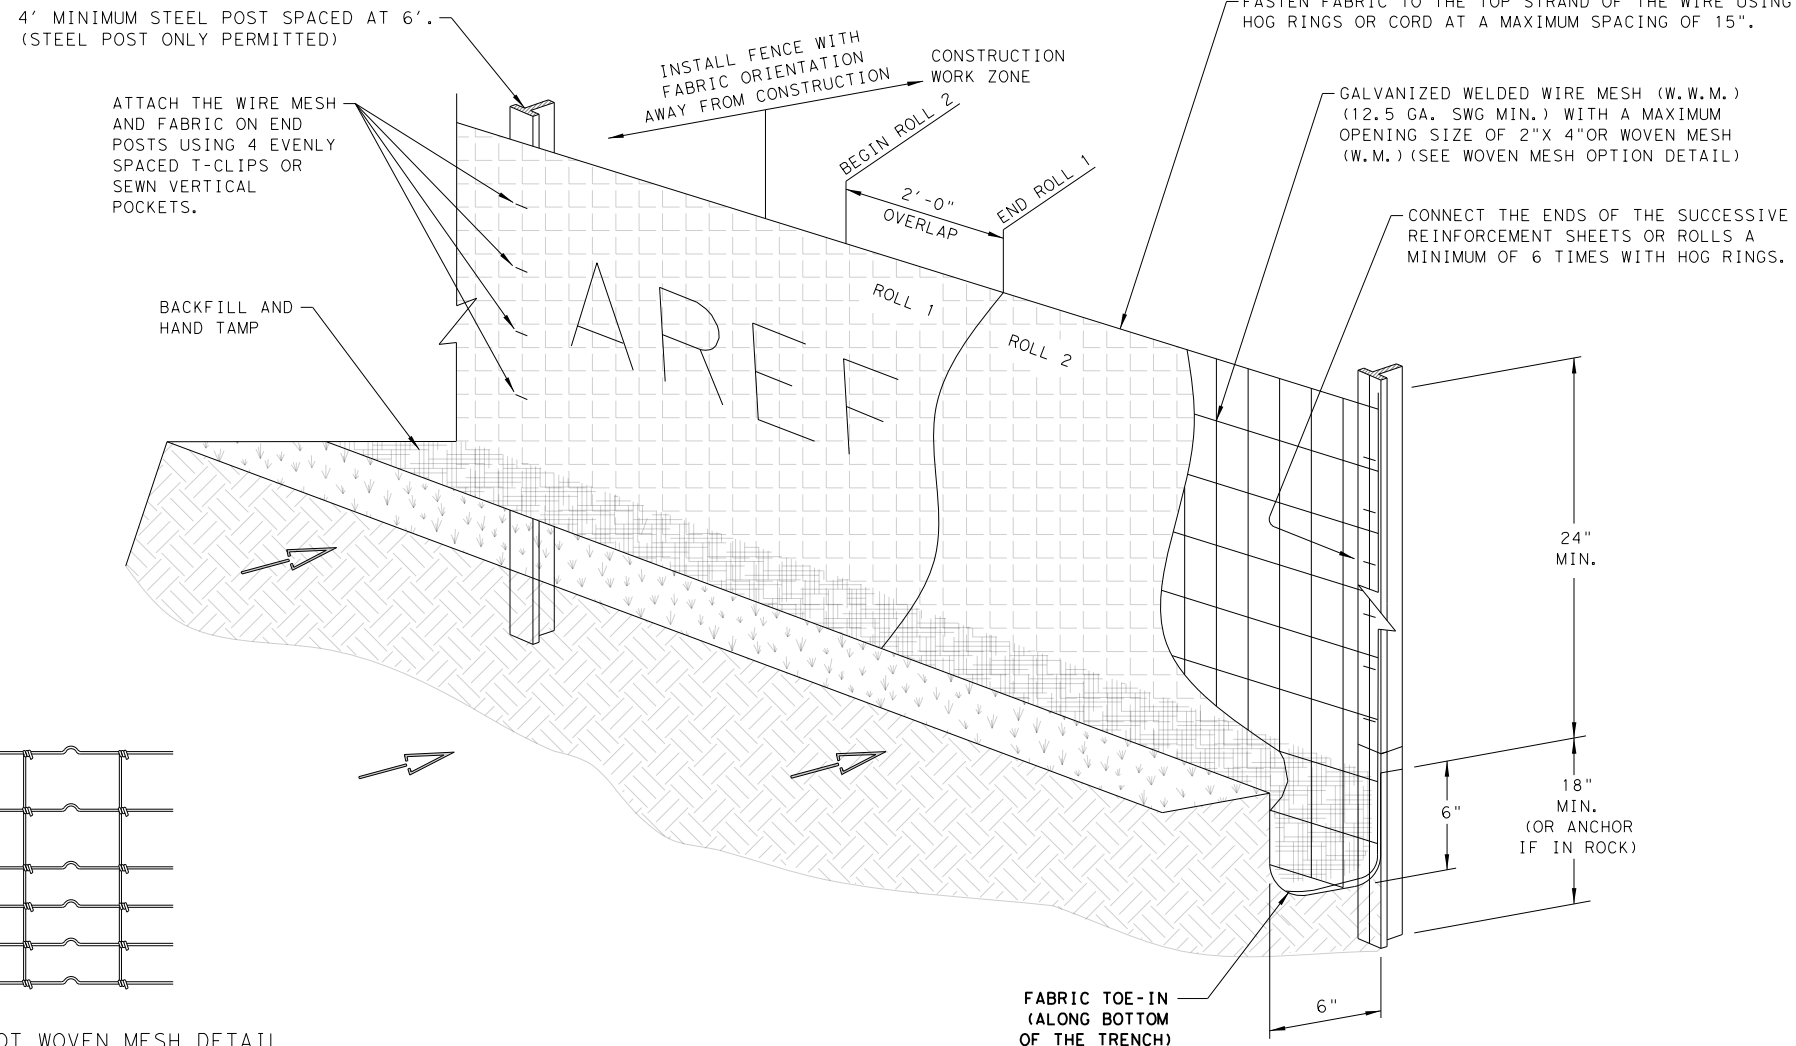 4' MINIMUM STEEL POST SPACED AT 6'.
(STEEL POST ONLY PERMITTED)
FASTEN FABRIC TO THE TOP STRAND OF THE WIRE USING
HOG RINGS OR CORD AT A MAXIMUM SPACING OF 15".
INSTALL FENCE WITH
FABRIC ORIENTATION
AWAY FROM CONSTRUCTION
CONSTRUCTION
WORK ZONE
ATTACH THE WIRE MESH
AND FABRIC ON END
POSTS USING 4 EVENLY
SPACED T-CLIPS OR
SEWN VERTICAL
POCKETS.
BEGIN ROLL 2
END ROLL 1
2'-0"
OVERLAP
GALVANIZED WELDED WIRE MESH (W.W.M.)
(12.5 GA. SWG MIN.) WITH A MAXIMUM
OPENING SIZE OF 2"X 4"OR WOVEN MESH
(W.M.)(SEE WOVEN MESH OPTION DETAIL)
CONNECT THE ENDS OF THE SUCCESSIVE
REINFORCEMENT SHEETS OR ROLLS A
MINIMUM OF 6 TIMES WITH HOG RINGS.
BACKFILL AND
HAND TAMP
ROLL 1
ROLL 2
AREF
24"
MIN.
18"
MIN.
(OR ANCHOR
IF IN ROCK)
6"
6"
FABRIC TOE-IN
(ALONG BOTTOM
OF THE TRENCH)
WOVEN MESH DETAIL